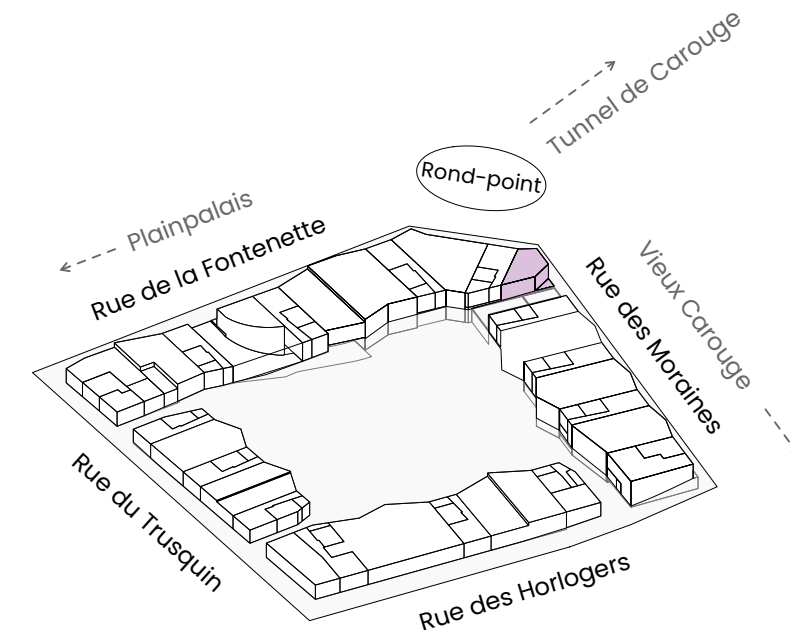 Tunnel de Carouge
Rond-point
Plainpalais
Rue de la Fontenette
Vieux Carouge
Rue des Moraines
Rue du Trusquin
Rue des Horlogers